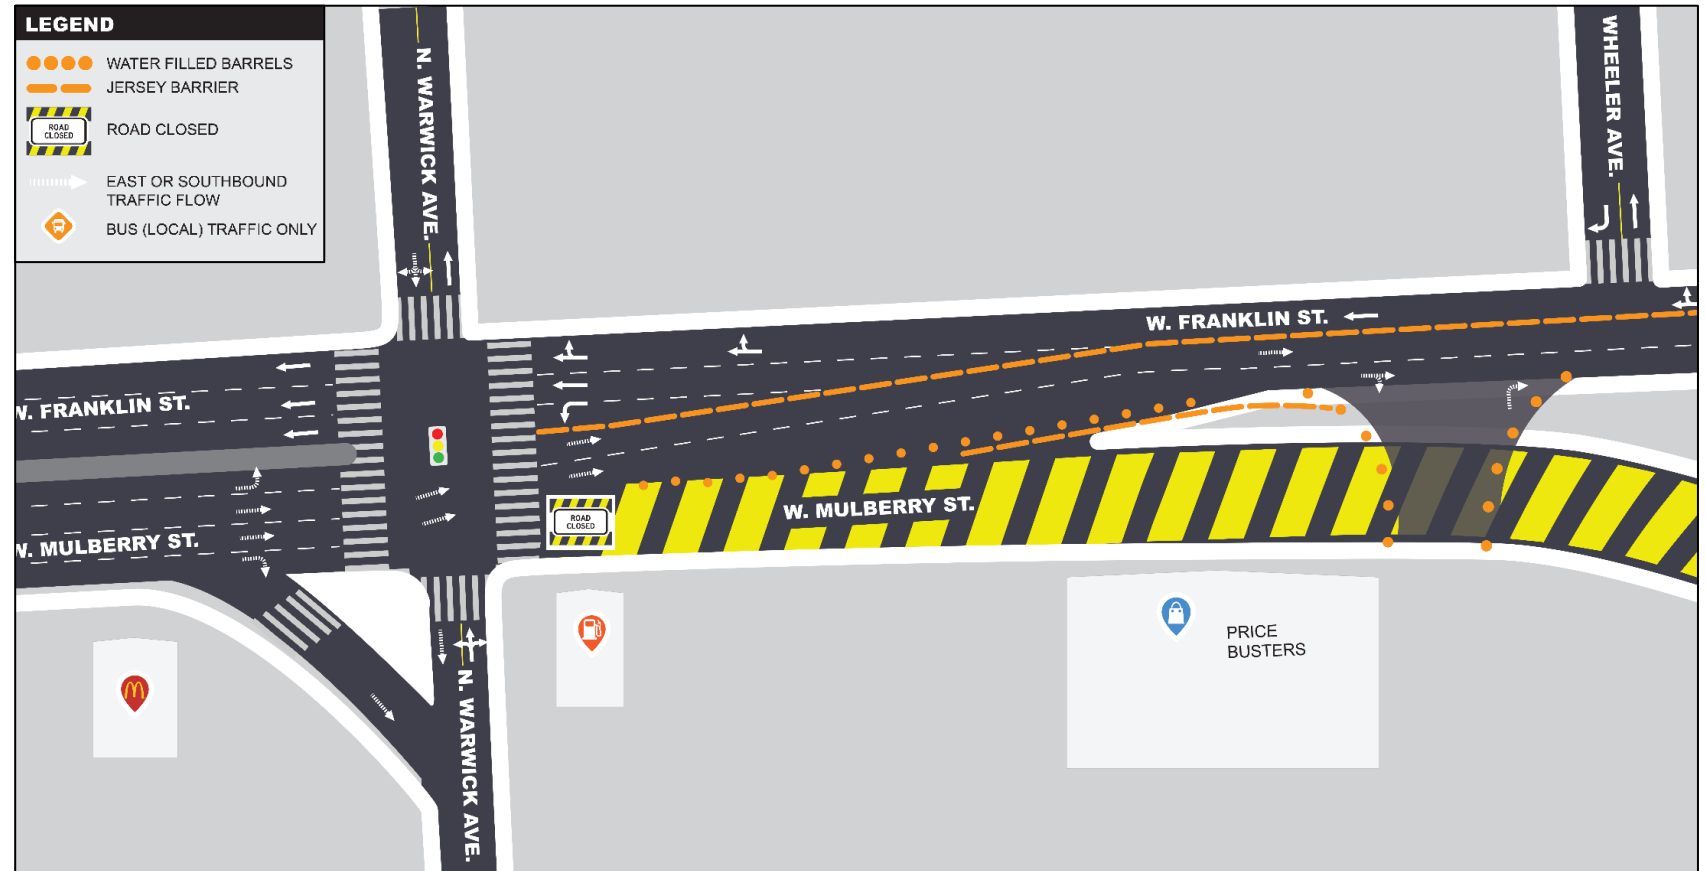 LEGEND
WATER FILLED BARRELS
JERSEY BARRIER
ROAD
CLOSED
ROAD CLOSED
EAST OR SOUTHBOUND
TRAFFIC FLOW
BUS (LOCAL) TRAFFIC ONLY
N. WARWICK AVE.
WHEELER AVE.
W. FRANKLIN ST.
W. FRANKLIN ST.
W. MULBERRY ST.
W. MULBERRY ST.
ROAD
CLOSED
N. WARWICK AVE.
PRICE
BUSTERS